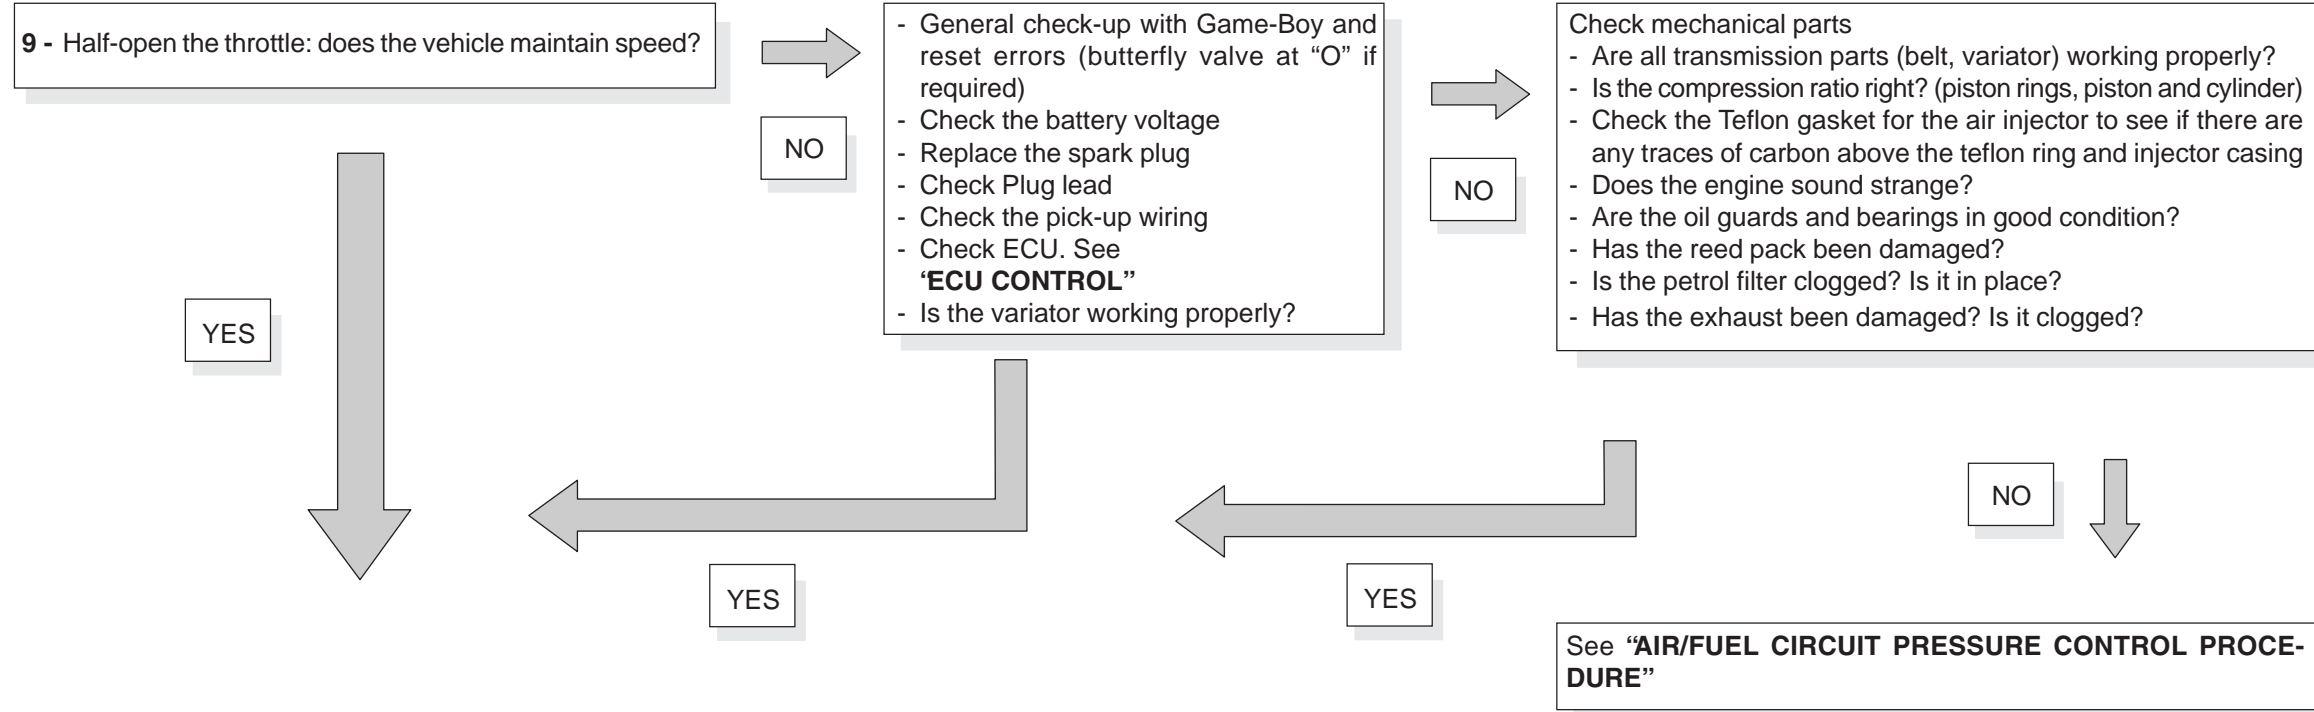 9 - Half-open the throttle: does the vehicle maintain speed?
NO
YES
- General check-up with Game-Boy and
reset errors (butterfly valve at “O” if
required)
- Check the battery voltage
- Replace the spark plug
- Check Plug lead
- Check the pick-up wiring
- Check ECU. See
“ECU CONTROL”
- Is the variator working properly?
NO
YES
Check mechanical parts
- Are all transmission parts (belt, variator) working properly?
- Is the compression ratio right? (piston rings, piston and cylinder)
- Check the Teflon gasket for the air injector to see if there are
any traces of carbon above the teflon ring and injector casing
- Does the engine sound strange?
- Are the oil guards and bearings in good condition?
- Has the reed pack been damaged?
- Is the petrol filter clogged? Is it in place?
- Has the exhaust been damaged? Is it clogged?
YES
NO
See “AIR/FUEL CIRCUIT PRESSURE CONTROL PROCE-
DURE”